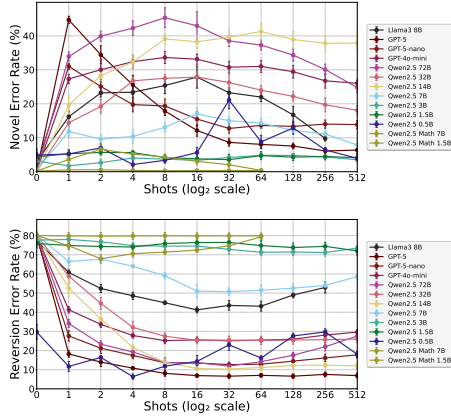 Novel Error Rate (%)
40
30
20
10
0
0 1 2 4 8 16 32 64 128 256 512
Shots (log₂ scale)
Llama3 8B
GPT-5
GPT-5-nano
GPT-4o-mini
Qwen2.5 72B
Qwen2.5 32B
Qwen2.5 14B
Qwen2.5 7B
Qwen2.5 3B
Qwen2.5 1.5B
Qwen2.5 0.5B
Qwen2.5 Math 7B
Qwen2.5 Math 1.5B
Reversion Error Rate (%)
80
70
60
50
40
30
20
10
0
0 1 2 4 8 16 32 64 128 256 512
Shots (log₂ scale)
Llama3 8B
GPT-5
GPT-5-nano
GPT-4o-mini
Qwen2.5 72B
Qwen2.5 32B
Qwen2.5 14B
Qwen2.5 7B
Qwen2.5 3B
Qwen2.5 1.5B
Qwen2.5 0.5B
Qwen2.5 Math 7B
Qwen2.5 Math 1.5B